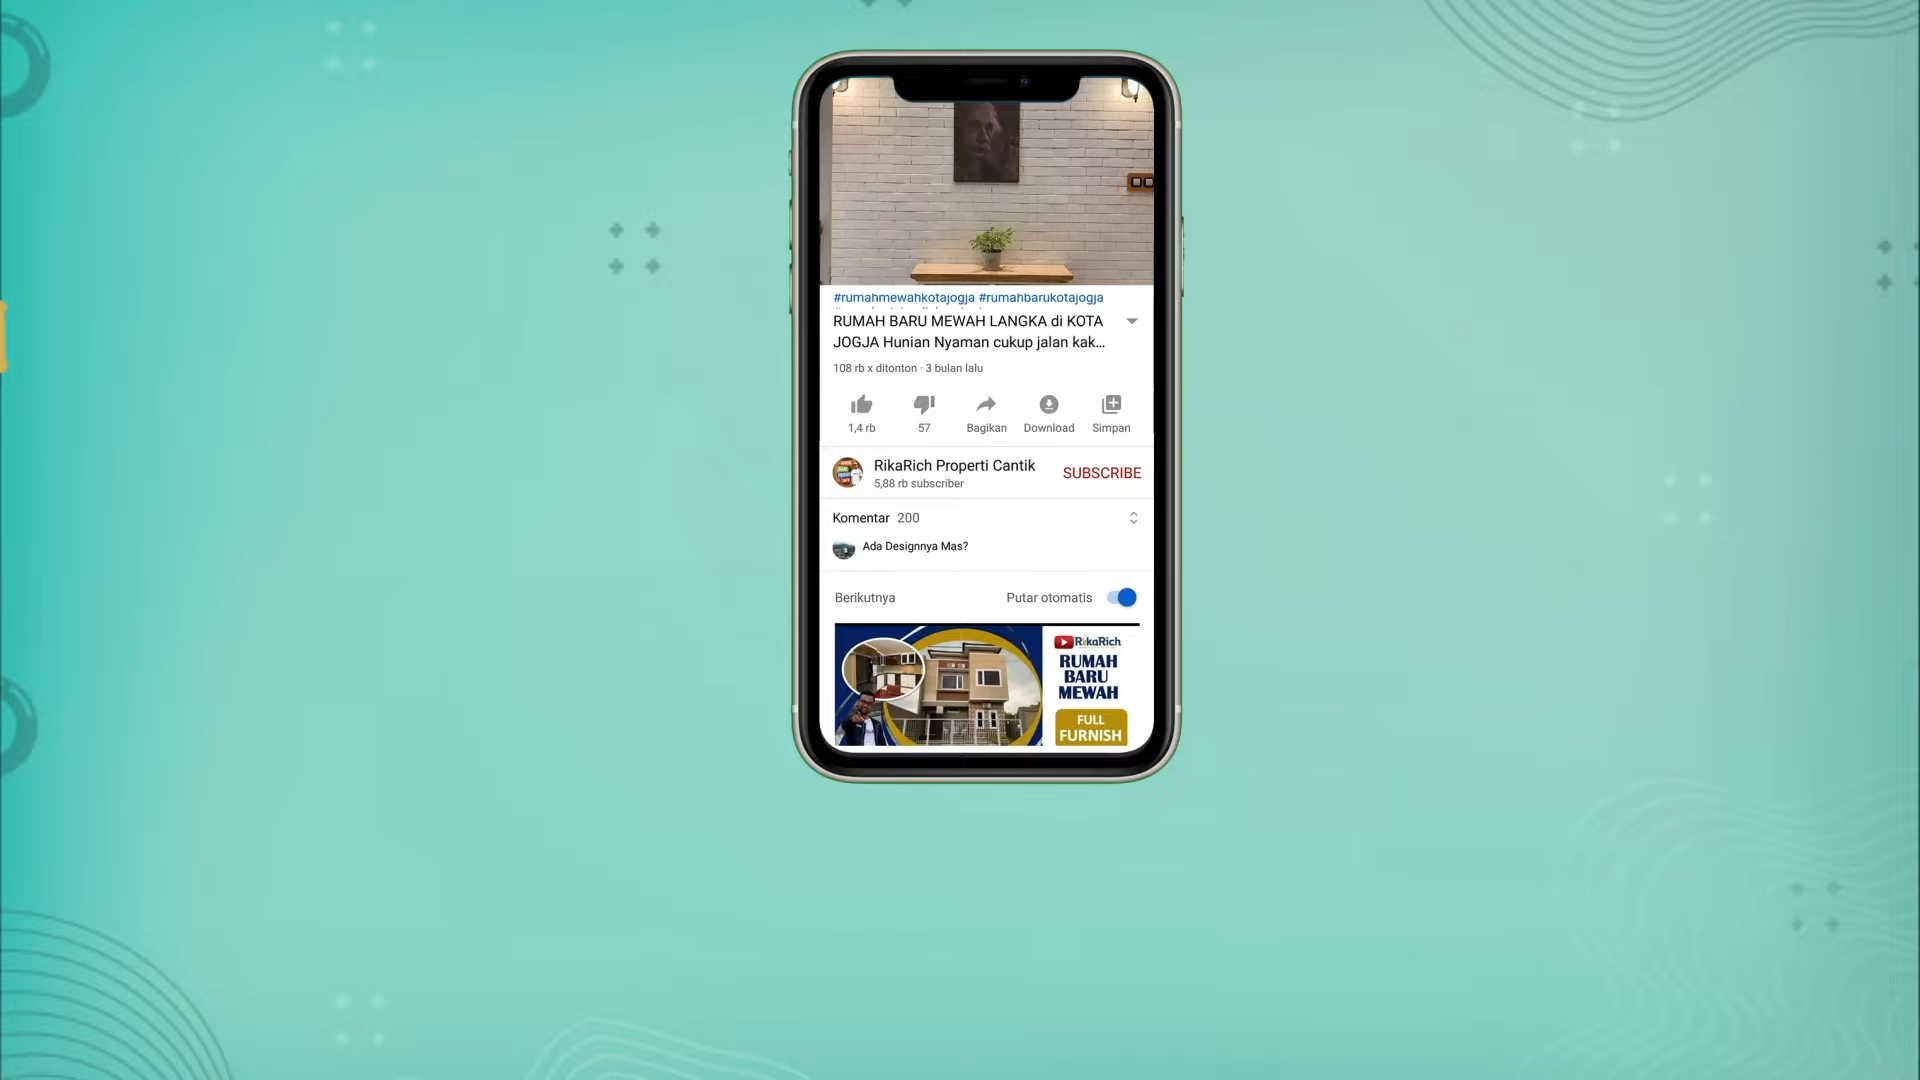 #rumahmewahkotajogja #rumahbarukotajogja
RUMAH BARU MEWAH LANGKA di KOTA
JOGJA Hunian Nyaman cukup jalan kak...
108 rb x ditonton · 3 bulan lalu
1,4 rb
57
Bagikan
Download
Simpan
RikaRich Properti Cantik
SUBSCRIBE
5,88 rb subscriber
Komentar 200
Ada Designnya Mas?
Berikutnya
Putar otomatis
RikaRich
RUMAH
BARU
MEWAH
FULL
FURNISH